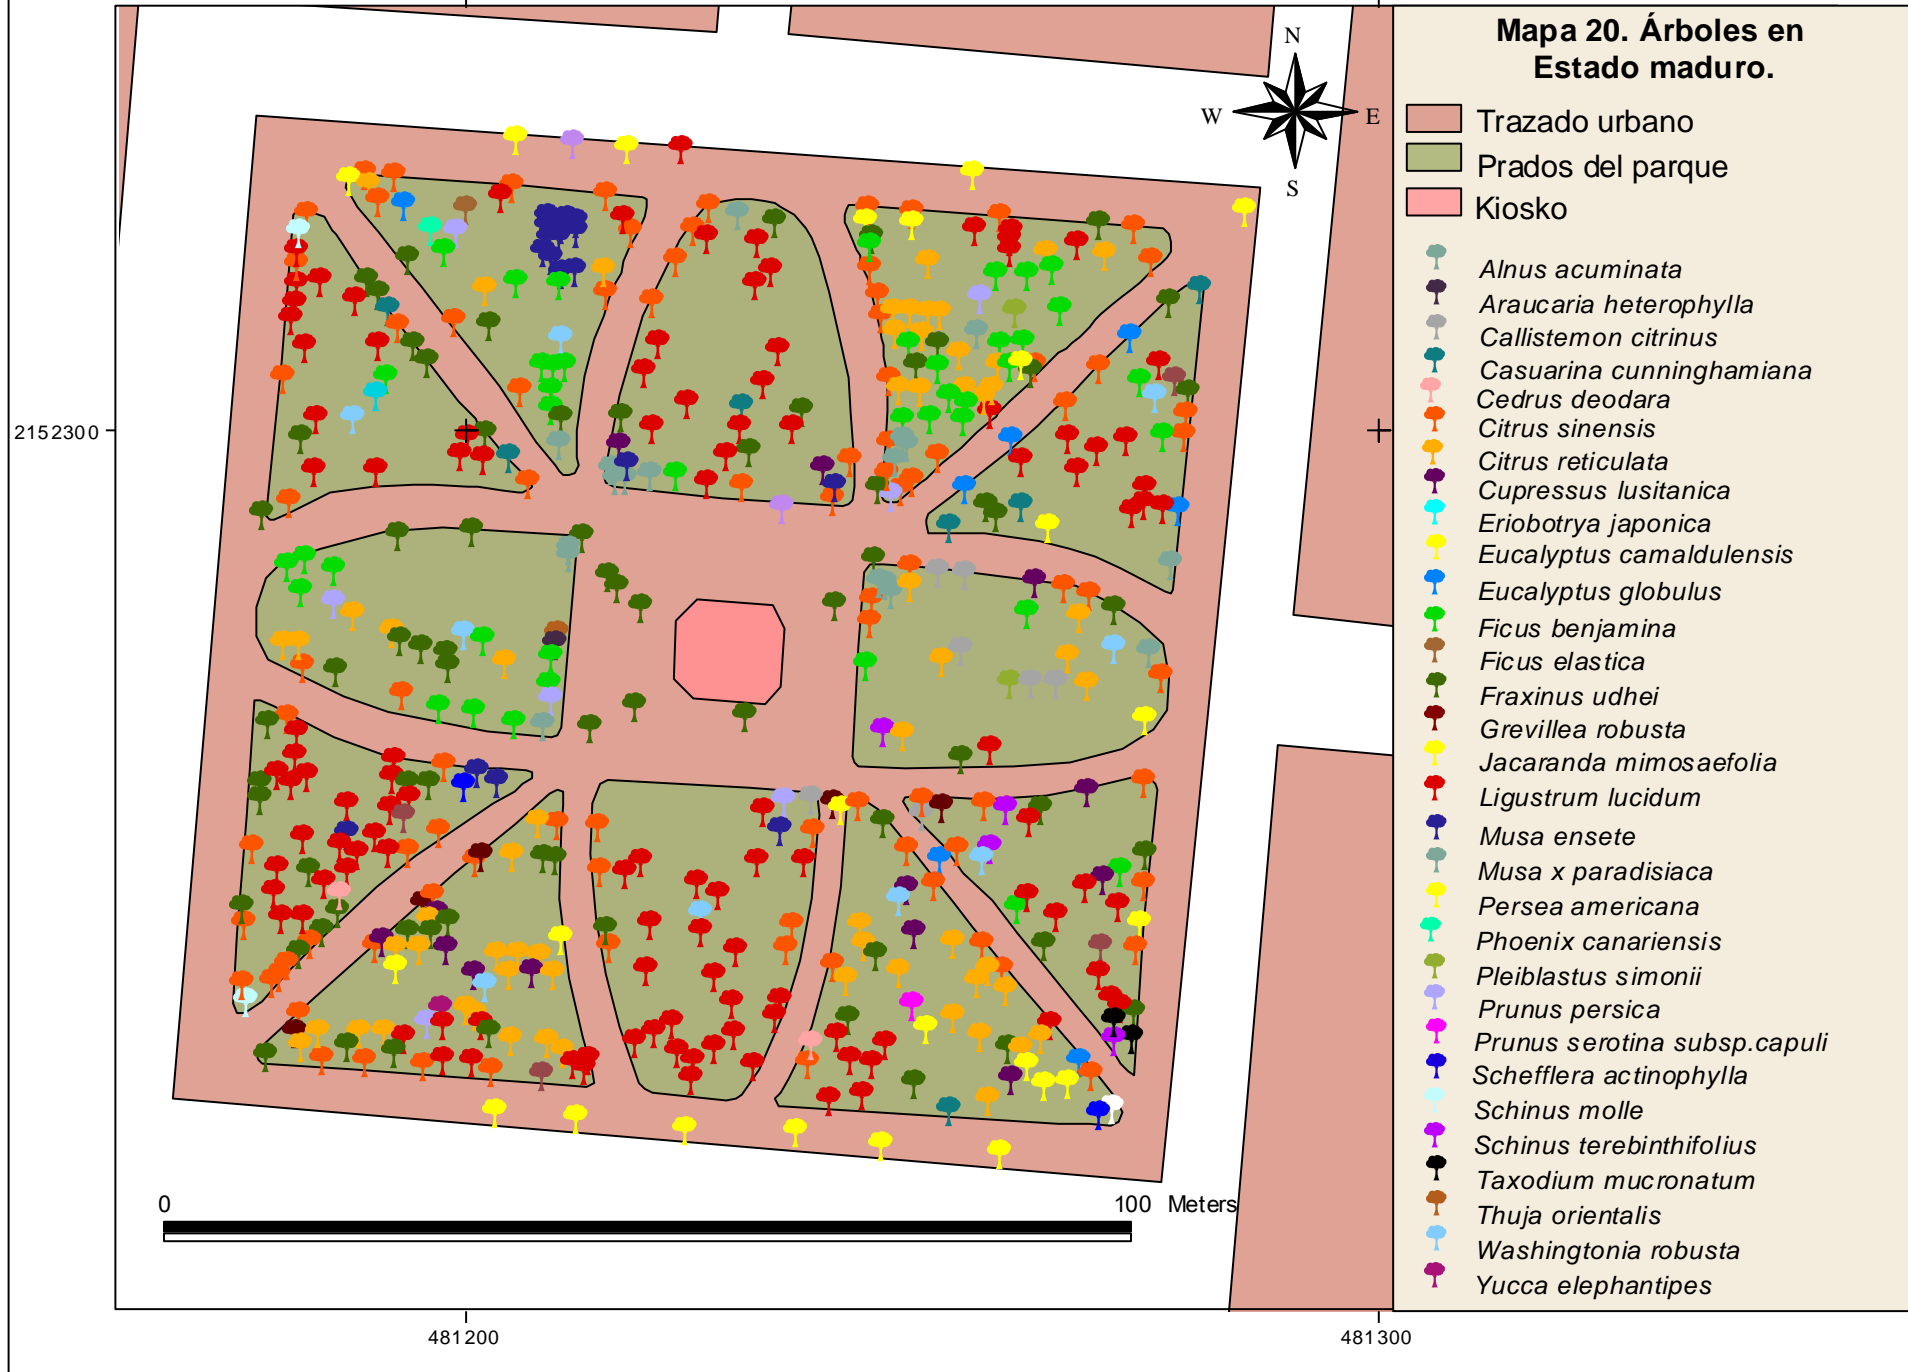 Mapa 20. Árboles en
Estado maduro.
Trazado urbano
Prados del parque
Kiosko
Alnus acuminata
Araucaria heterophylla
Callistemon citrinus
Casuarina cunninghamiana
Cedrus deodara
Citrus sinensis
Citrus reticulata
Cupressus lusitanica
Eriobotrya japonica
Eucalyptus camaldulensis
Eucalyptus globulus
Ficus benjamina
Ficus elastica
Fraxinus udhei
Grevillea robusta
Jacaranda mimosaefolia
Ligustrum lucidum
Musa ensete
Musa x paradisiaca
Persea americana
Phoenix canariensis
Pleiblastus simonii
Prunus persica
Prunus serotina subsp.capuli
Schefflera actinophylla
Schinus molle
Schinus terebinthifolius
Taxodium mucronatum
Thuja orientalis
Washingtonia robusta
Yucca elephantipes
N
W E
S
2152300
0 100 Meters
481200 481300